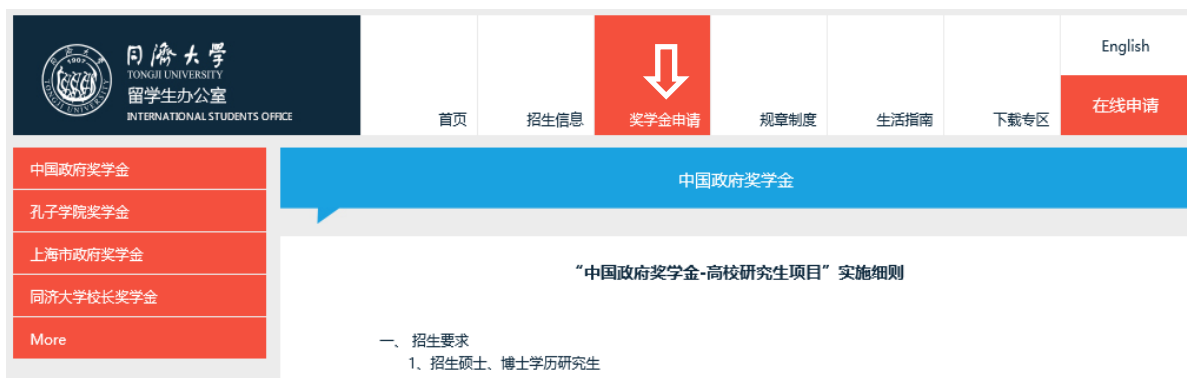 同濟大學
TONGJI UNIVERSITY
留学生办公室
INTERNATIONAL STUDENTS OFFICE
1907
TONGJI UNIV
首页
招生信息
奖学金申请
规章制度
生活指南
下载专区
English
在线申请
中国政府奖学金
孔子学院奖学金
上海市政府奖学金
同济大学校长奖学金
More
中国政府奖学金
“中国政府奖学金-高校研究生项目”实施细则
一、 招生要求
1、招生硕士、博士学历研究生